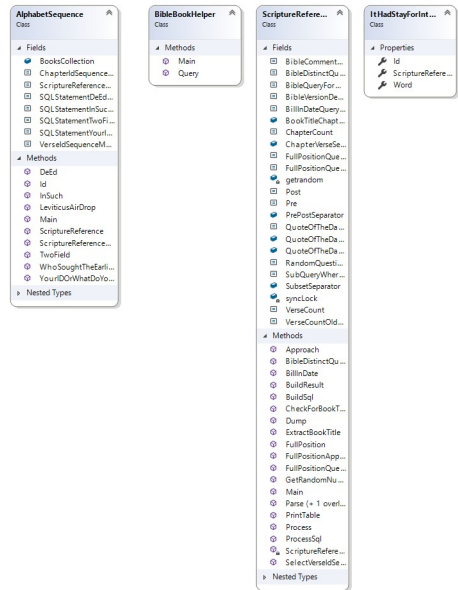 AlphabetSequence
Class
Fields
BooksCollection
ChapterIdSequence...
ScriptureReference...
SQLStatementDeEd...
SQLStatementInSuc...
SQLStatementTwoFi...
SQLStatementYourI...
VerseIdSequenceM...
Methods
DeEd
Id
InSuch
LeviticusAirDrop
Main
ScriptureReference
ScriptureReference...
TwoField
WhoSoughtTheEarli...
YourIDOrWhatDoYo...
Nested Types
BibleBookHelper
Class
Methods
Main
Query
ScriptureRefere...
Class
Fields
BibleComment...
BibleDistinctQu...
BibleQueryFor...
BibleVersionDe...
BillInDateQuery...
BookTitleChapt...
ChapterCount
ChapterVerseSe...
FullPositionQue...
FullPositionQue...
getrandom
Post
Pre
PrePostSeparator
QuoteOfTheDa...
QuoteOfTheDa...
QuoteOfTheDa...
RandomQuesti...
SubQueryWher...
SubsetSeparator
syncLock
VerseCount
VerseCountOld...
Methods
Approach
BibleDistinctQu...
BillInDate
BuildResult
BuildSql
CheckForBookT...
Dump
ExtractBookTitle
FullPosition
FullPositionApp...
FullPositionQue...
GetRandomNu...
Main
Parse (+ 1 overl...
PrintTable
Process
ProcessSql
ScriptureRefere...
SelectVerseIdSe...
Nested Types
ItHadStayForInt...
Class
Properties
Id
ScriptureRefere...
Word